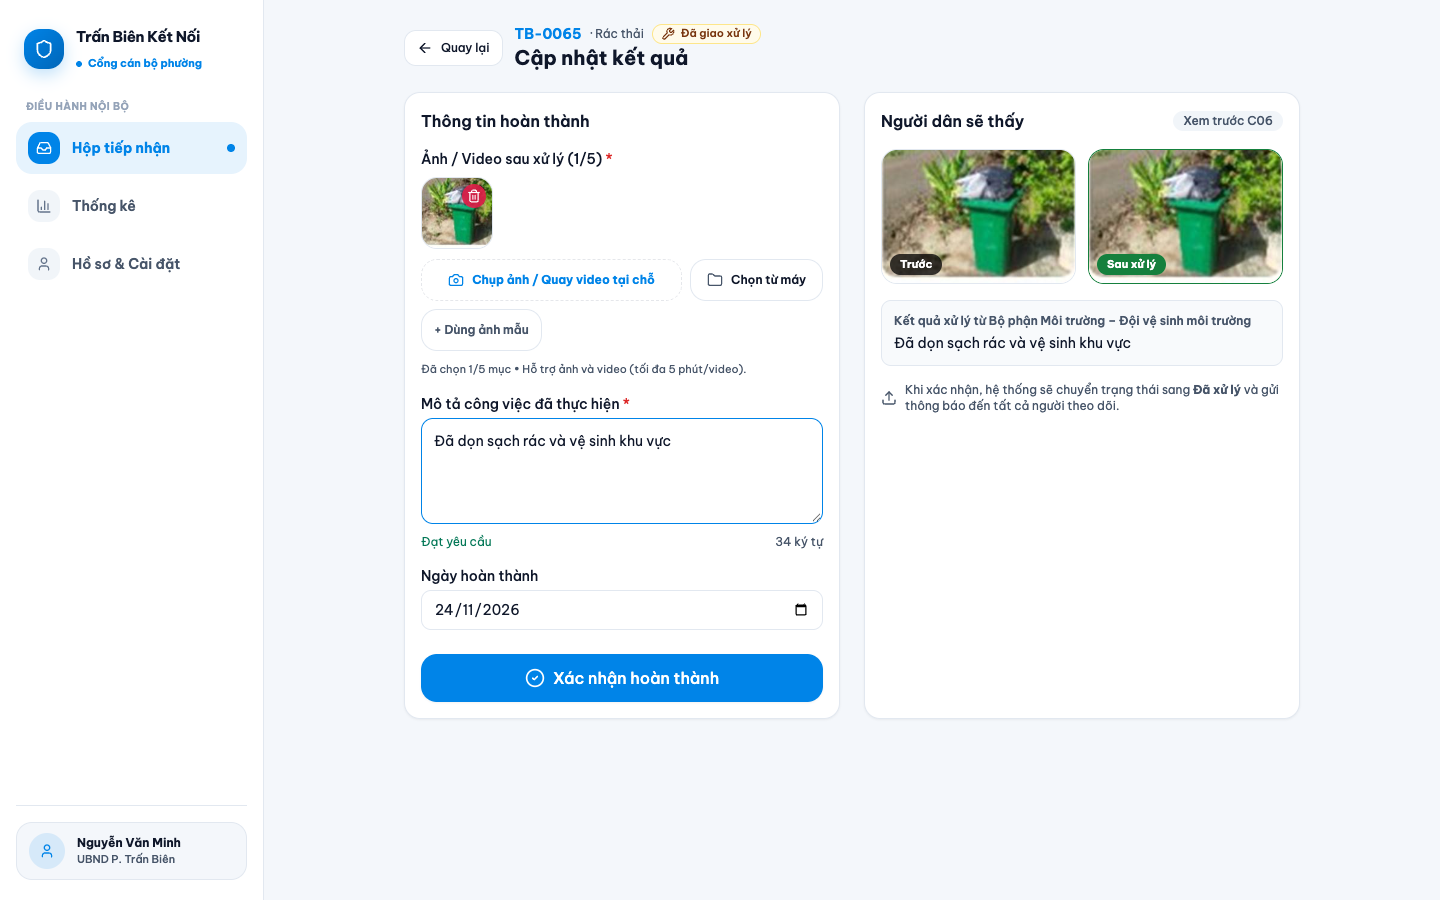 Trấn Biên Kết Nối
Cổng cán bộ phường
ĐIỀU HÀNH NỘI BỘ
Hộp tiếp nhận
Thống kê
Hồ sơ & Cài đặt
Nguyễn Văn Minh
UBND P. Trấn Biên
Quay lại
TB-0065 · Rác thải Đã giao xử lý
Cập nhật kết quả
Thông tin hoàn thành
Ảnh / Video sau xử lý (1/5) *
Chụp ảnh / Quay video tại chỗ
Chọn từ máy
+ Dùng ảnh mẫu
Đã chọn 1/5 mục • Hỗ trợ ảnh và video (tối đa 5 phút/video).
Mô tả công việc đã thực hiện *
Đã dọn sạch rác và vệ sinh khu vực
Đạt yêu cầu
34 ký tự
Ngày hoàn thành
24/11/2026
Xác nhận hoàn thành
Người dân sẽ thấy
Xem trước C06
Trước
Sau xử lý
Kết quả xử lý từ Bộ phận Môi trường – Đội vệ sinh môi trường
Đã dọn sạch rác và vệ sinh khu vực
Khi xác nhận, hệ thống sẽ chuyển trạng thái sang Đã xử lý và gửi
thông báo đến tất cả người theo dõi.